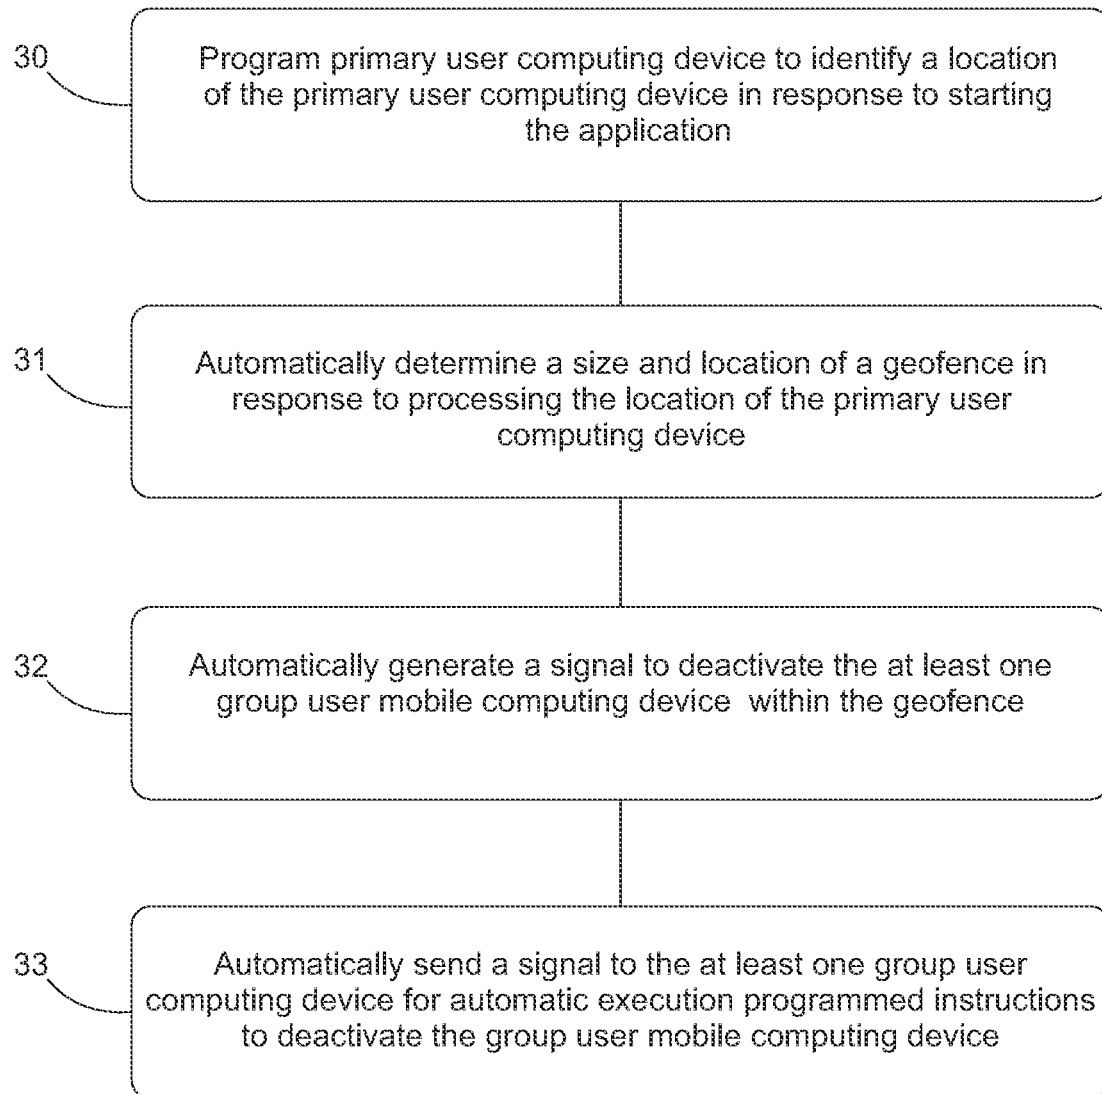 30
Program primary user computing device to identify a location
of the primary user computing device in response to starting
the application
31
Automatically determine a size and location of a geofence in
response to processing the location of the primary user
computing device
32
Automatically generate a signal to deactivate the at least one
group user mobile computing device within the geofence
33
Automatically send a signal to the at least one group user
computing device for automatic execution programmed instructions
to deactivate the group user mobile computing device